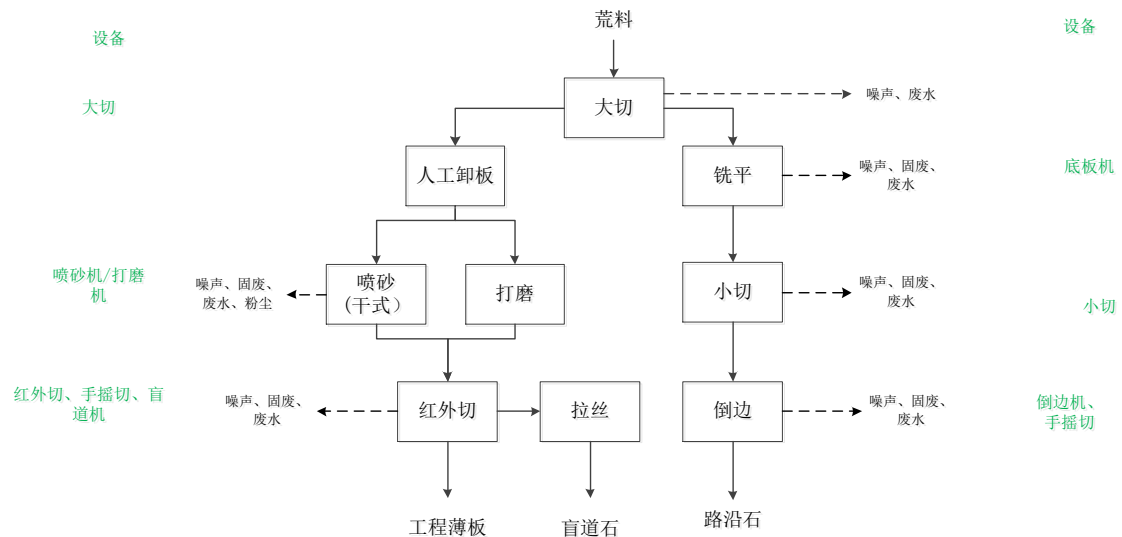 荒料
设备
设备
大切
大切
噪声、废水
人工卸板
铣平
噪声、固废、
废水
底板机
喷砂机/打磨
机
噪声、固废、
废水、粉尘
喷砂
(干式）
打磨
小切
噪声、固废、
废水
小切
红外切、手摇切、盲
道机
噪声、固废、
废水
红外切
拉丝
倒边
噪声、固废、
废水
倒边机、
手摇切
工程薄板
盲道石
路沿石